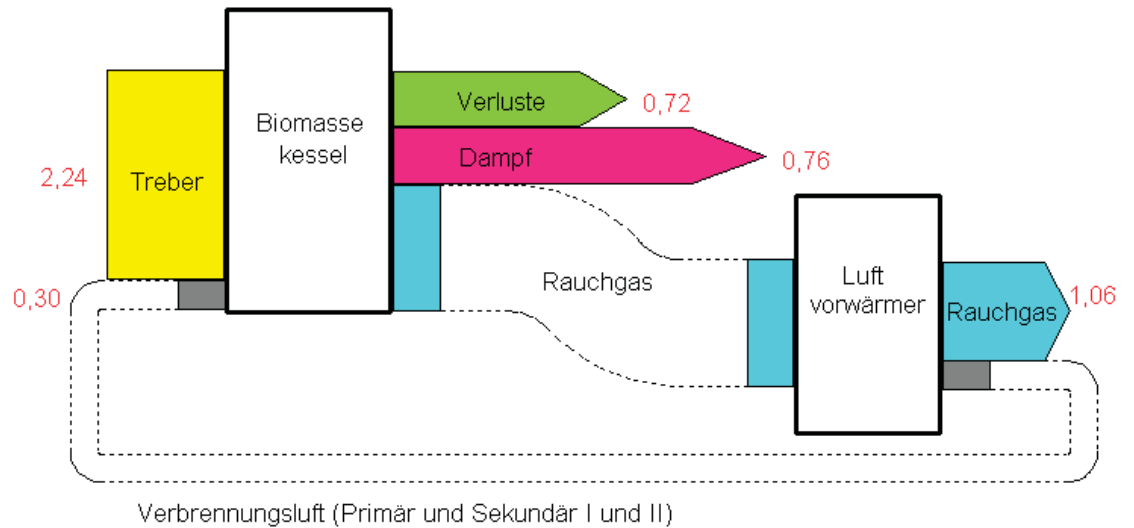 Biomasse
kessel
Verluste
0,72
Dampf
0,76
2,24
Treber
0,30
Rauchgas
Luft
vorwärmer
Rauchgas
1,06
Verbrennungsluft (Primär und Sekundär I und II)